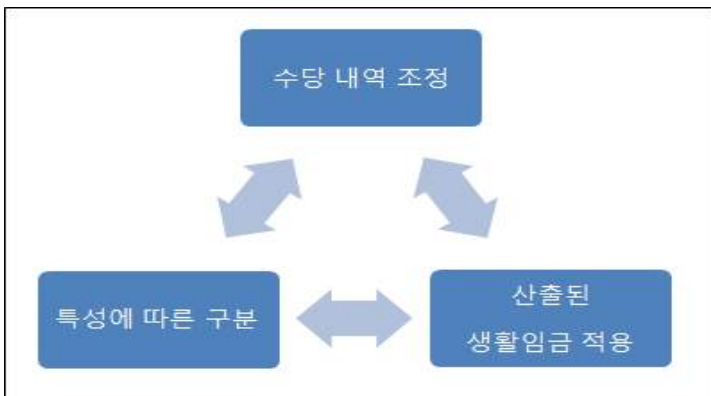 수당 내역 조정
특성에 따른 구분
산출된
생활임금 적용